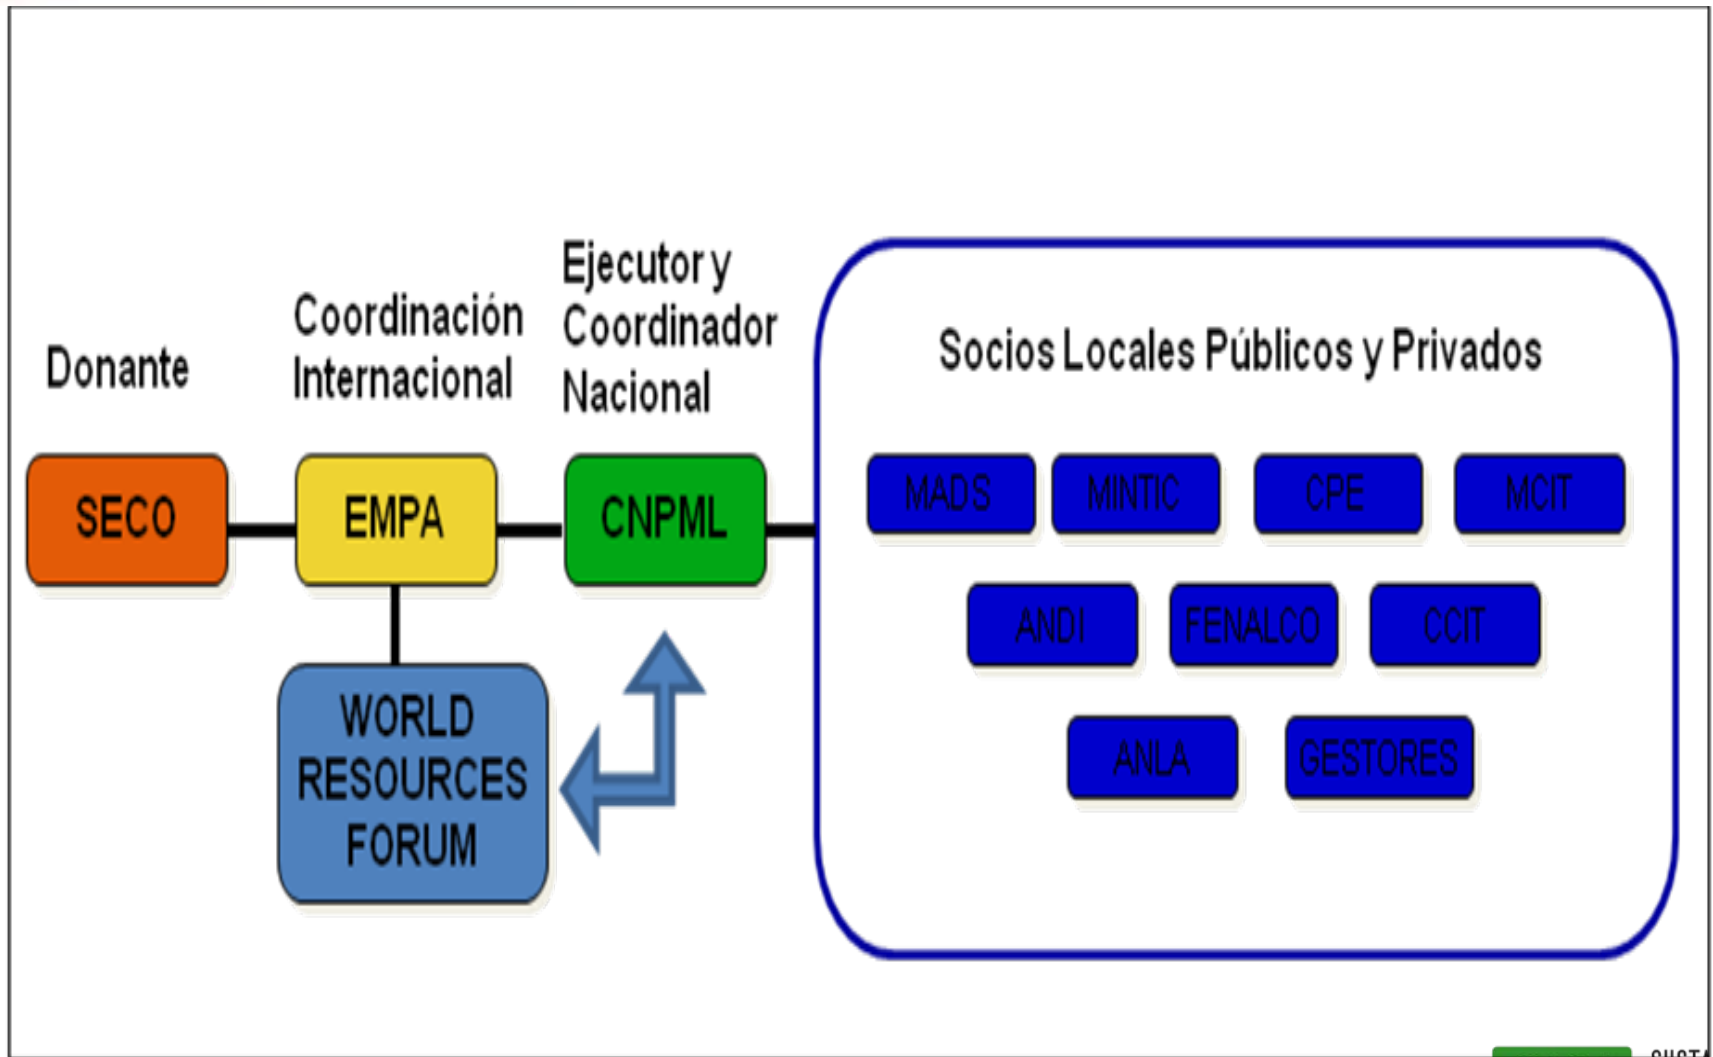 Donante
Coordinación
Internacional
Ejecutor y
Coordinador
Nacional
Socios Locales Públicos y Privados
SECO
EMPA
CNPML
MADS
MINTIC
CPE
MCIT
ANDI
FENALCO
CCIT
WORLD
RESOURCES
FORUM
ANLA
GESTORES